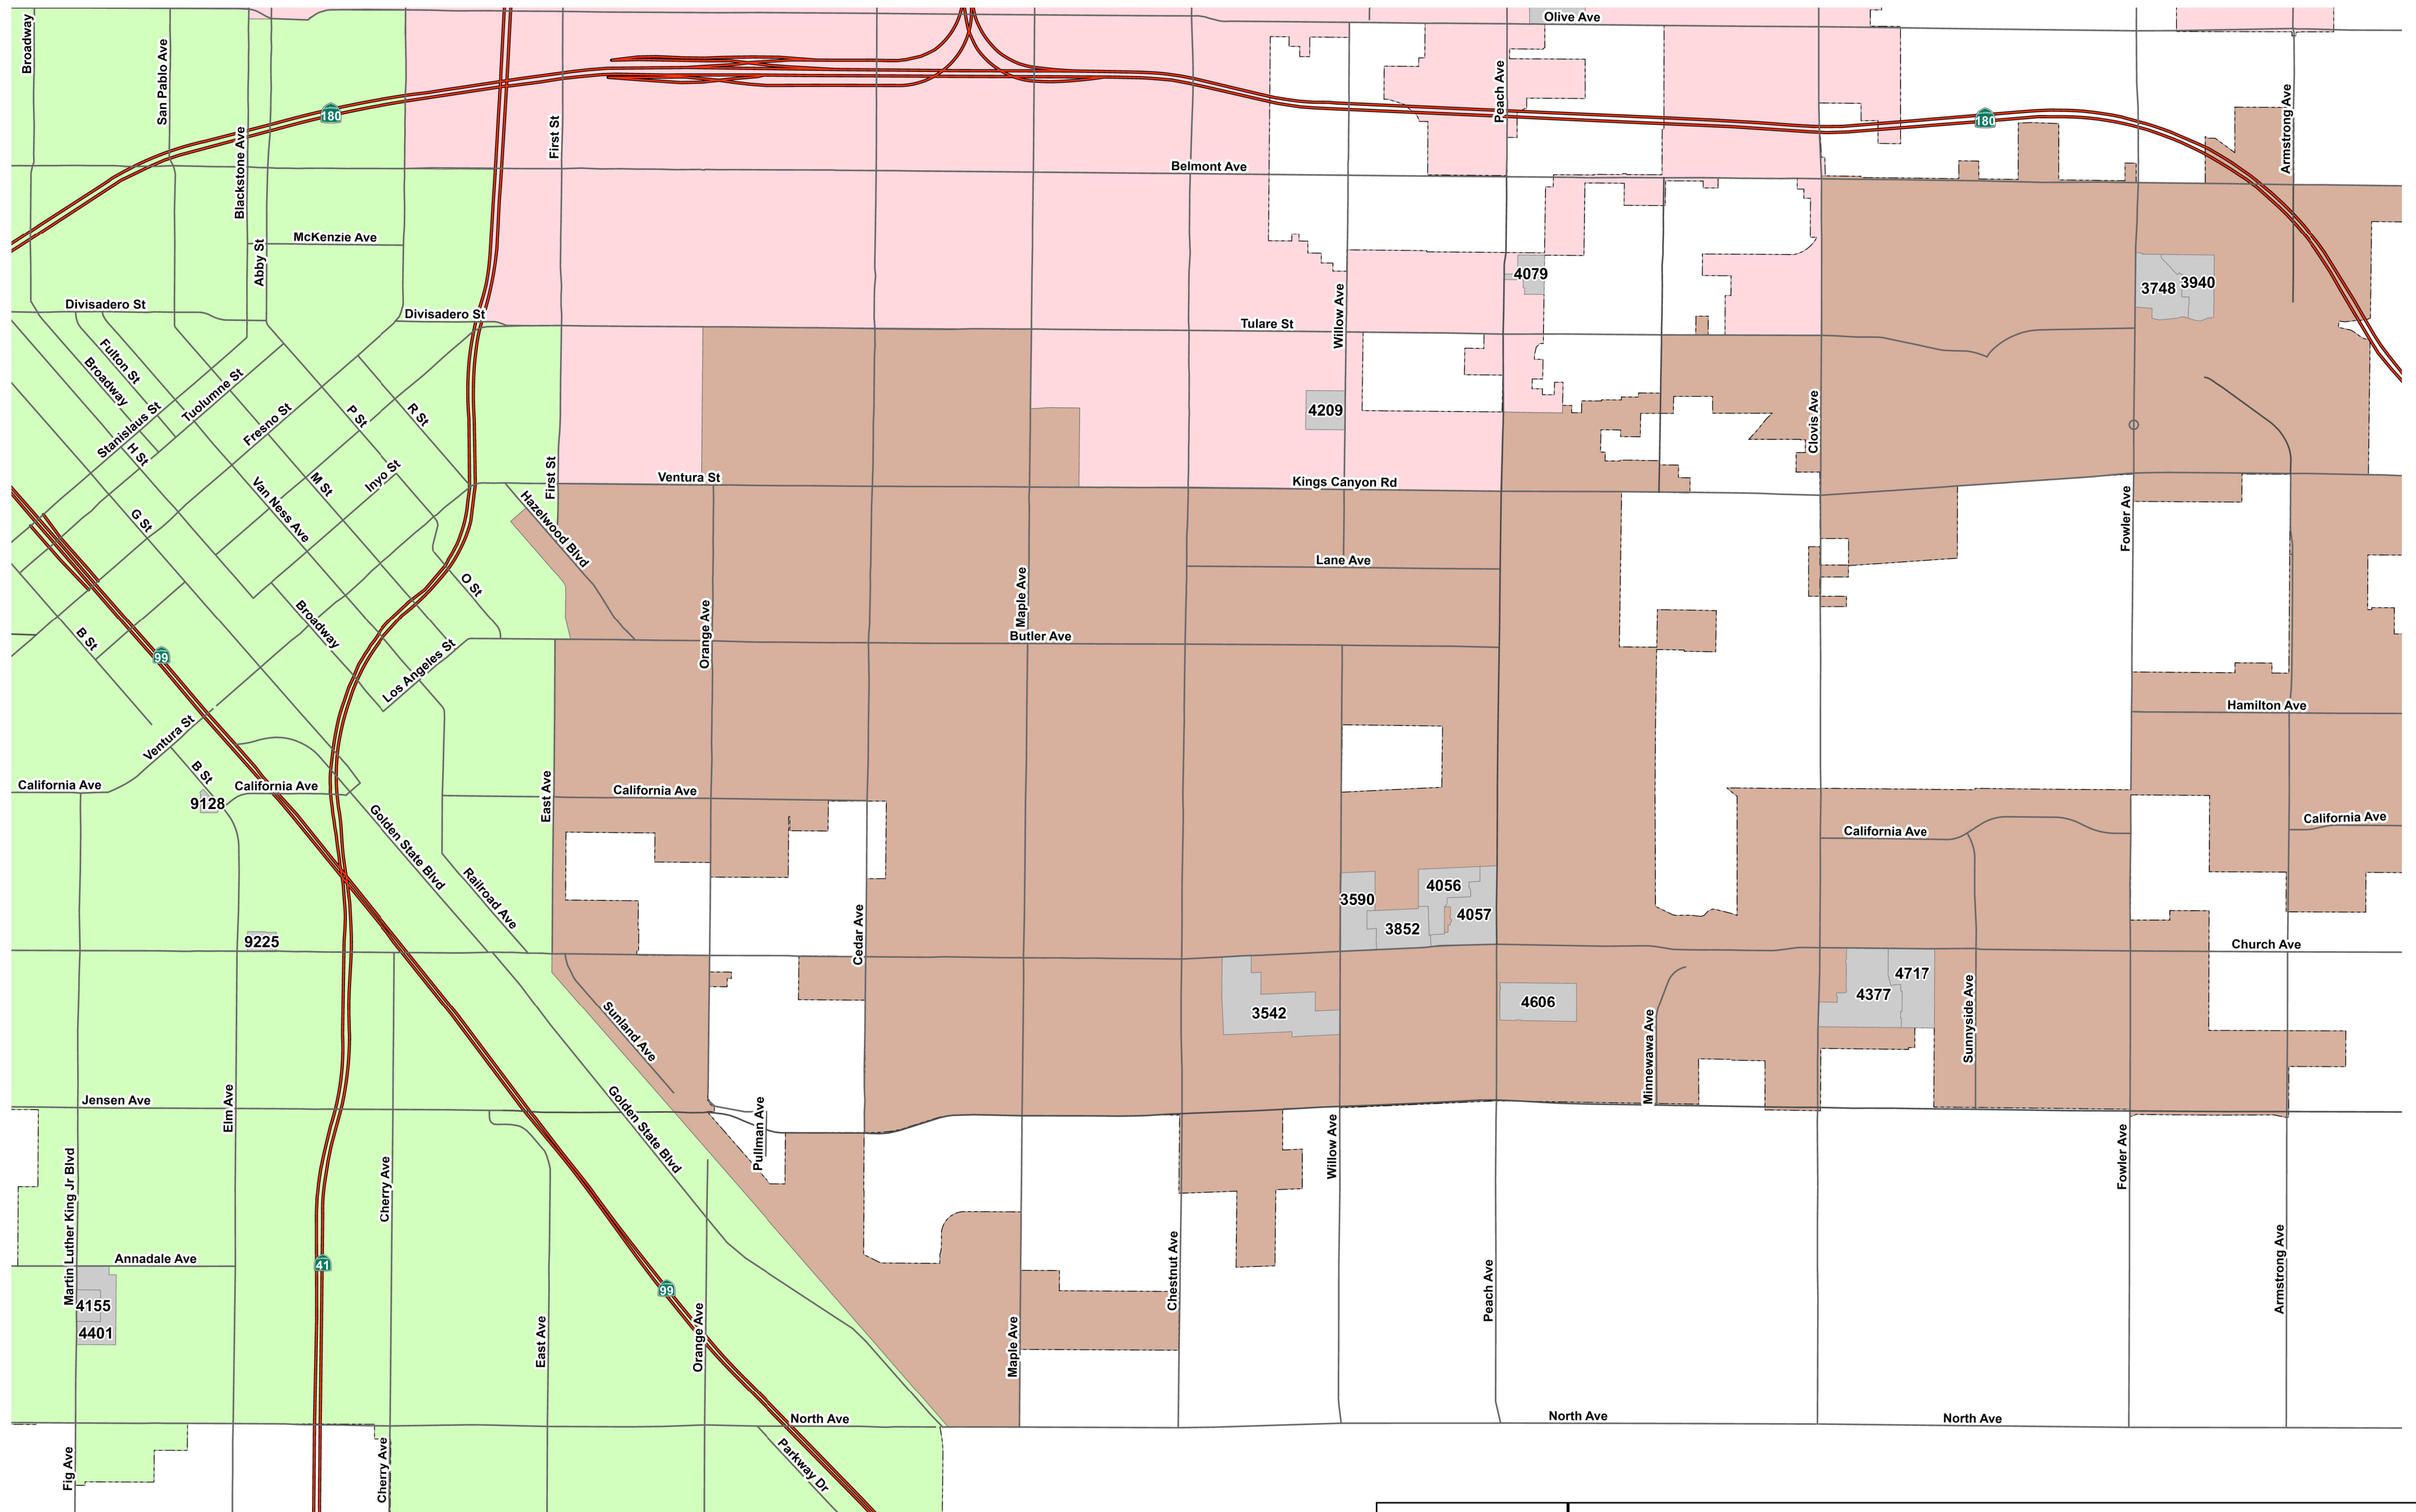 Olive Ave
Broadway
San Pablo Ave
Peach Ave
180
180
Armstrong Ave
First St
Blackstone Ave
Belmont Ave
McKenzie Ave
Abby St
4079
3748
3940
Divisadero St
Divisadero St
Willow Ave
Tulare St
Fulton St
Broadway
Tuolumne St
Stanislaus St
Fresno St
P St
R St
4209
Clovis Ave
H St
Inyo St
M St
First St
Ventura St
Kings Canyon Rd
Van Ness Ave
G St
Hazelwood Blvd
Fowler Ave
Lane Ave
O St
Maple Ave
Orange Ave
Broadway
B St
99
Butler Ave
Los Angeles St
Hamilton Ave
Ventura St
B St
California Ave
California Ave
9128
East Ave
California Ave
California Ave
California Ave
Golden State Blvd
Railroad Ave
3590
4056
4057
3852
Cedar Ave
9225
Church Ave
4717
4377
3542
4606
Sunland Ave
Minnewawa Ave
Sunnyside Ave
Jensen Ave
Elm Ave
Golden State Blvd
Pullman Ave
Willow Ave
Fowler Ave
Martin Luther King Jr Blvd
Cherry Ave
Annadale Ave
41
99
Chestnut Ave
Peach Ave
Armstrong Ave
4155
4401
East Ave
Orange Ave
Maple Ave
North Ave
North Ave
North Ave
Fig Ave
Cherry Ave
Parkway Dr